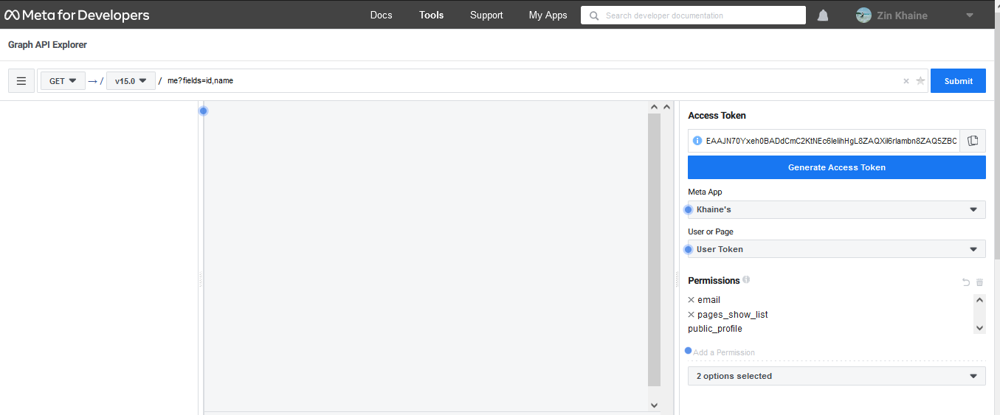 Meta for Developers
Docs Tools Support My Apps Search developer documentation Zin Khaine
Graph API Explorer
GET → / v15.0 / me?fields=id,name Submit
Access Token
Generate Access Token
Meta App
Khaine's
User or Page
User Token
Permissions
email
pages_show_list
public_profile
Add a Permission
2 options selected